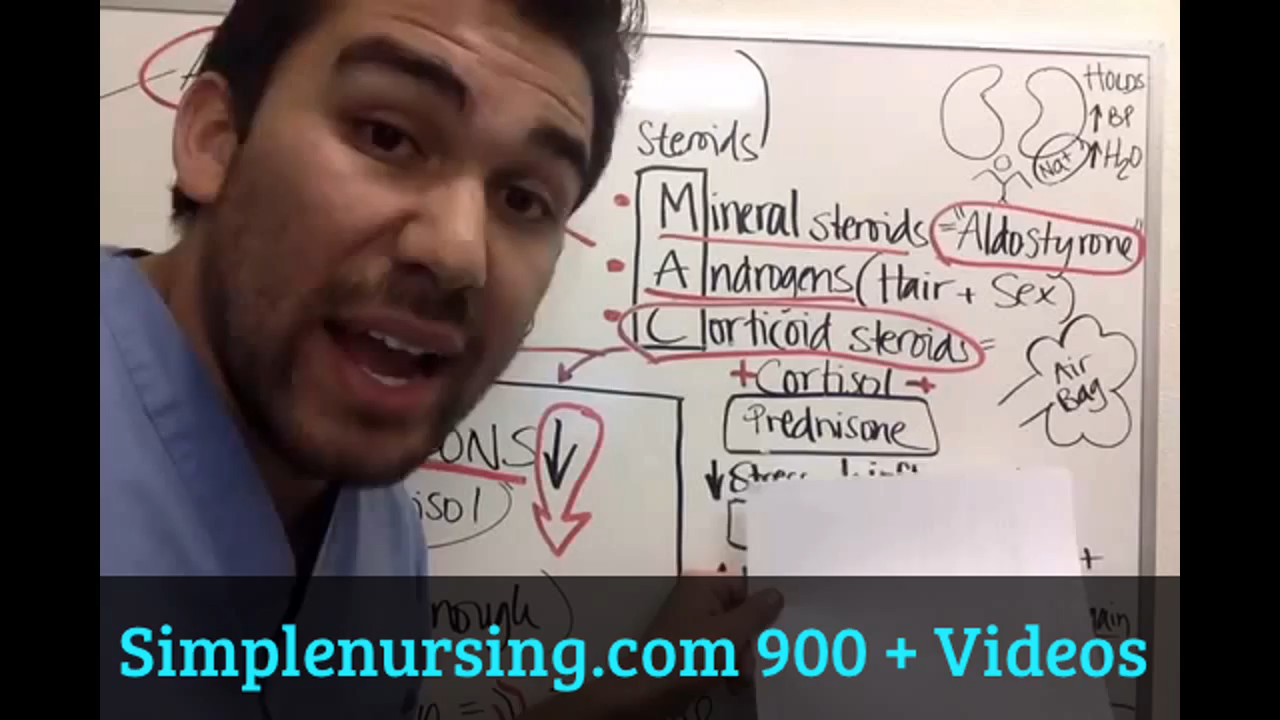 Steroids
HOLDS
↑ BP
↑ H₂O
Na+
Mineral steroids = "Aldostyrone"
Androgens (Hair + Sex)
Corticoid steroids =
+ Cortisol +
Prednisone
Air
Bag
ONS ↓
isol)
↓ Stress
+
Simplenursing.com 900 + Videos